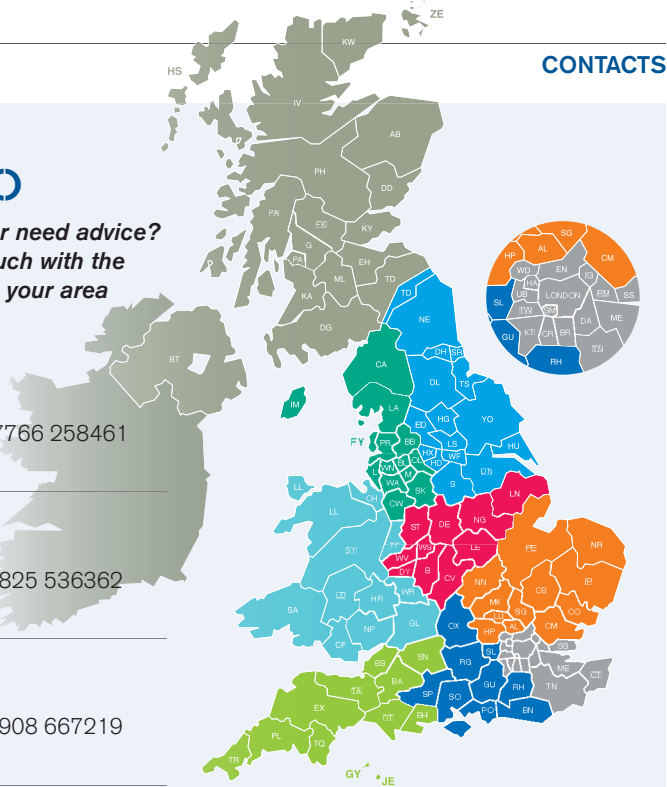 ZE
KW
HS
CONTACTS
IV
AB
r need advice?
uch with the
your area
PH
DD
PA
FK
KY
G
PA
EH
ML
TD
KA
DG
TD
NE
SG
AL
HP
CM
WD
EN
IG
HA
SL
UB
LONDON
RM
SS
TW
SM
ME
GU
KT
CR
BR
DA
TN
RH
BT
CA
DH
SR
DL
TS
IM
LA
BD
HG
YO
7766 258461
FY
PR
BB
HX
LS
HU
L
WN
BL
OL
HD
WF
DN
M
WA
S
SK
LL
CH
CW
LN
LL
ST
DE
NG
SY
TF
WS
LE
PE
NR
WV
DY
B
CV
NN
CB
IP
825 536362
LD
HR
WR
MK
SA
LU
SG
CO
NP
GL
OX
HP
AL
CM
CF
SL
SS
BS
SN
RG
ME
CT
BA
TA
GU
RH
TN
EX
SP
SO
DT
BH
PO
BN
908 667219
PL
TQ
TR
GY
JE